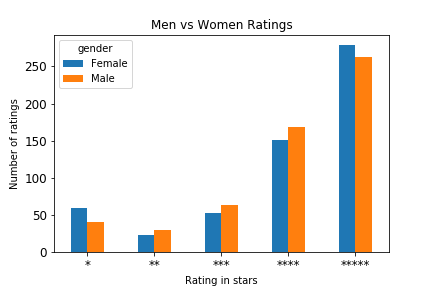 Men vs Women Ratings
gender
Female
Male
Number of ratings
250
200
150
100
50
0
* ** *** **** *****
Rating in stars